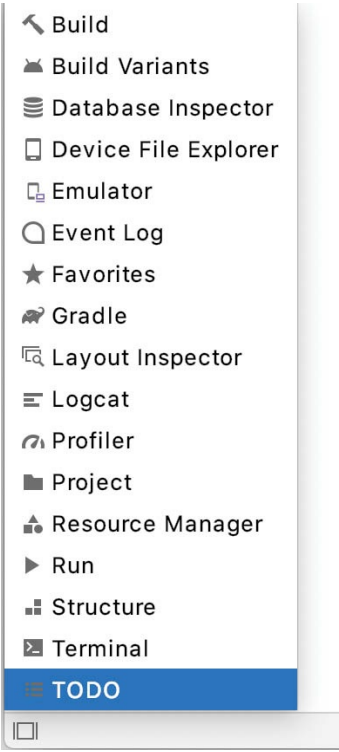 Build
Build Variants
Database Inspector
Device File Explorer
Emulator
Event Log
Favorites
Gradle
Layout Inspector
Logcat
Profiler
Project
Resource Manager
Run
Structure
Terminal
TODO